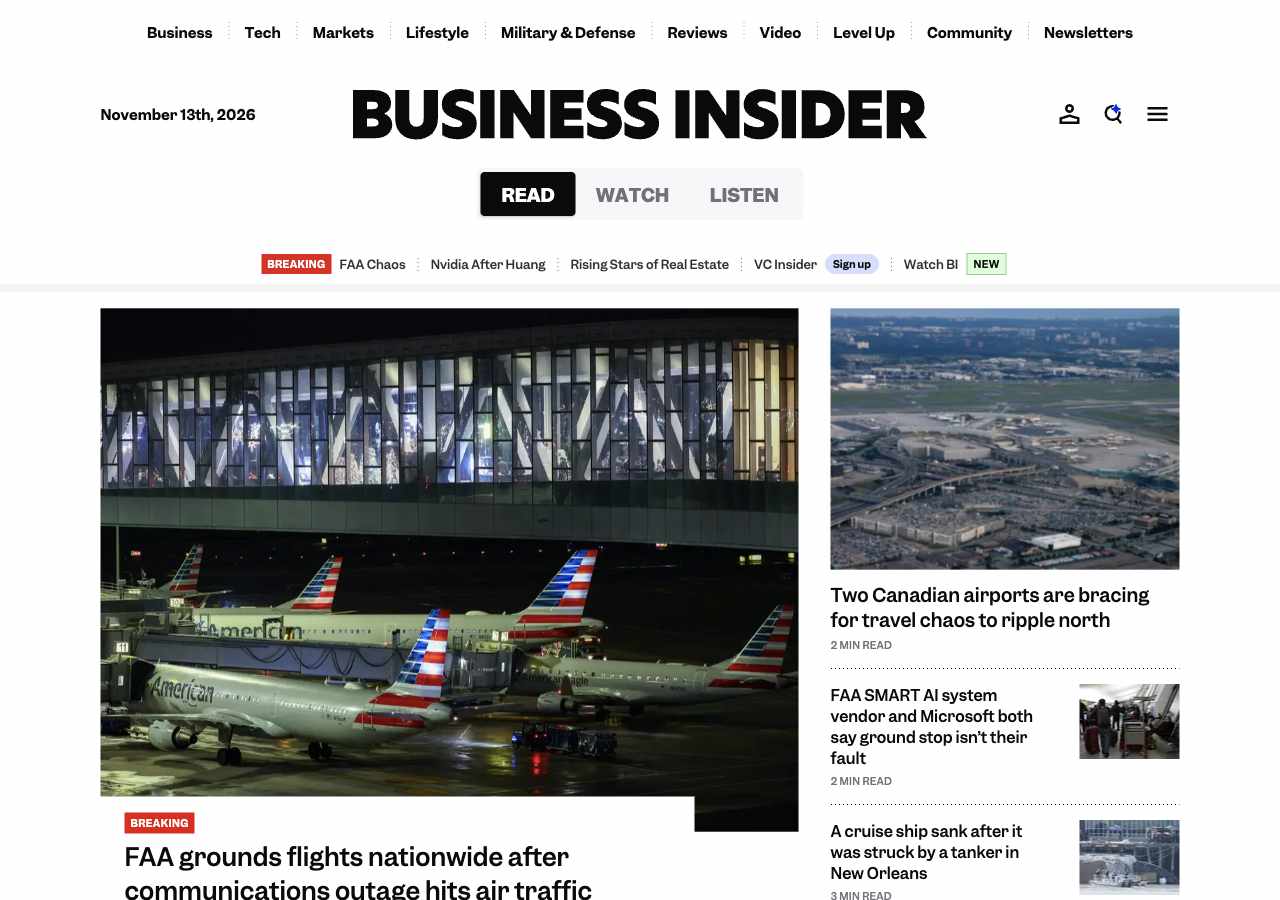 Business
Tech
Markets
Lifestyle
Military & Defense
Reviews
Video
Level Up
Community
Newsletters
November 13th, 2026
BUSINESS INSIDER
READ
WATCH
LISTEN
BREAKING
FAA Chaos
Nvidia After Huang
Rising Stars of Real Estate
VC Insider
Sign up
Watch BI
NEW
American
American
American Eagle
BREAKING
FAA grounds flights nationwide after
communications outage hits air traffic
Two Canadian airports are bracing
for travel chaos to ripple north
2 MIN READ
FAA SMART AI system
vendor and Microsoft both
say ground stop isn't their
fault
2 MIN READ
A cruise ship sank after it
was struck by a tanker in
New Orleans
3 MIN READ